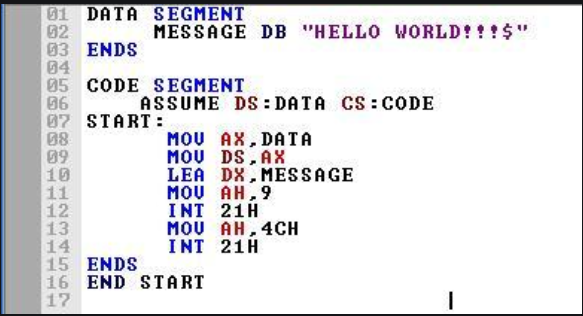 01 DATA SEGMENT
02      MESSAGE DB "HELLO WORLD!!!$"
03 ENDS
04
05 CODE SEGMENT
06     ASSUME DS:DATA CS:CODE
07 START:
08       MOV AX,DATA
09       MOV DS,AX
10       LEA DX,MESSAGE
11       MOV AH,9
12       INT 21H
13       MOV AH,4CH
14       INT 21H
15 ENDS
16 END START
17